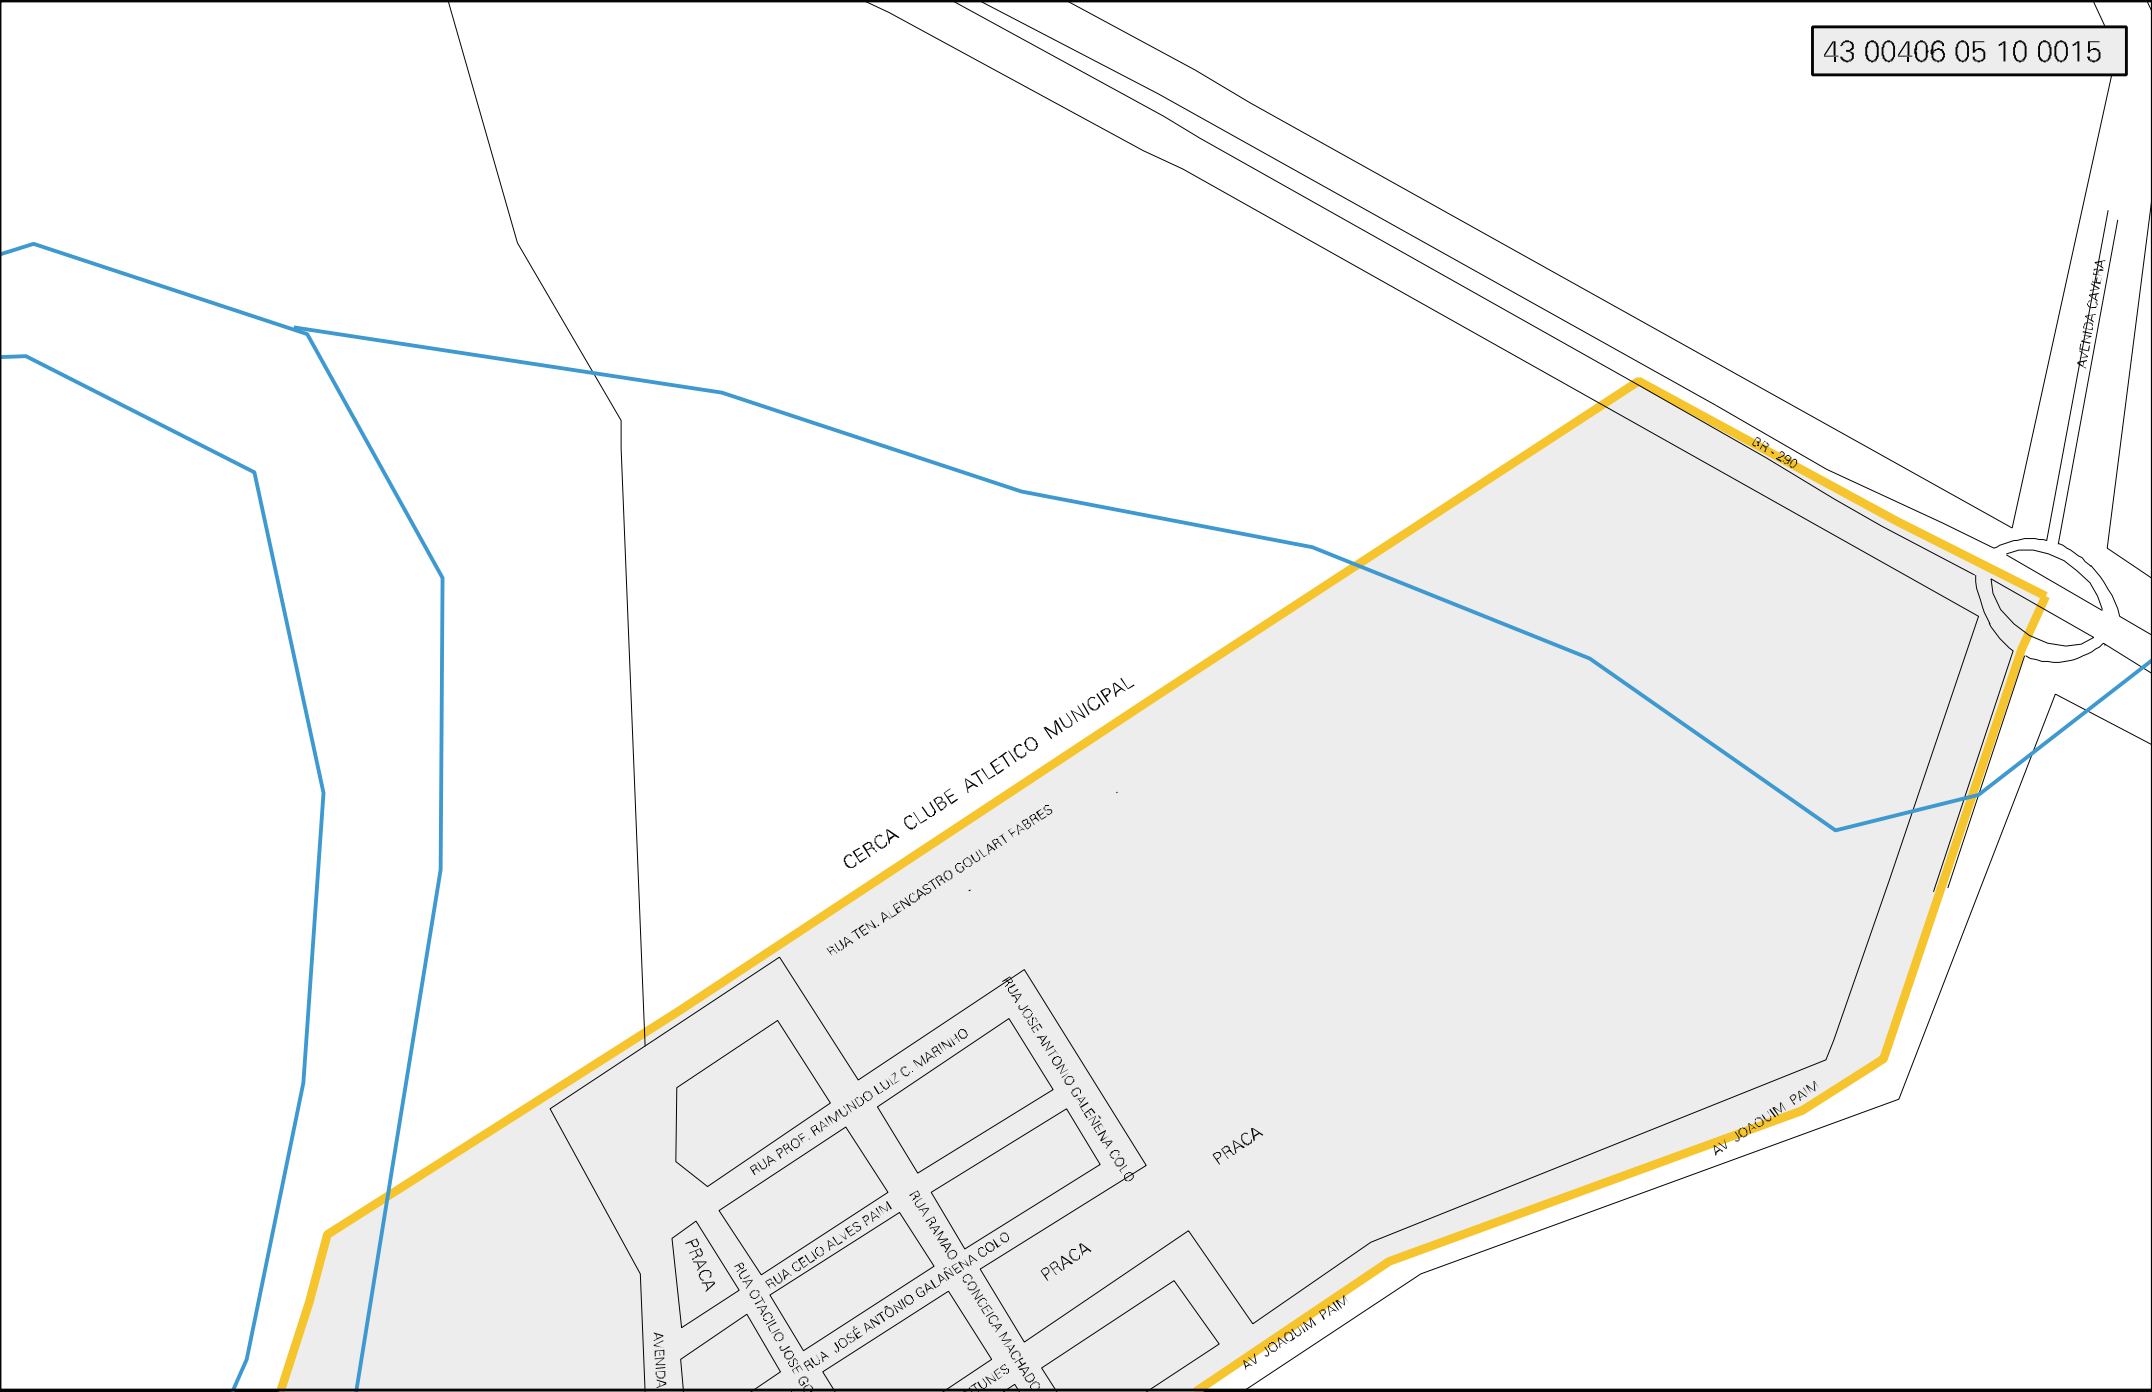 43 00406 05 10 0015
AVENIDA CAVERA
BR - 290
CERCA CLUBE ATLETICO MUNICIPAL
RUA TEN. ALENCASTRO GOULART FABRES
RUA JOSE ANTONIO GALEÑENA COLO
RUA PROF. RAIMUNDO LUIZ C. MARINHO
PRACA
AV JOAQUIM PAIM
RUA CELIO ALVES PAIM
RUA RAMAO CONCEICA MACHADO
RUA JOSÉ ANTÔNIO GALAÑENA COLO
PRACA
PRACA
RUA OTACILIO JOSE GO
AV JOAQUIM PAIM
AVENIDA
TUNES